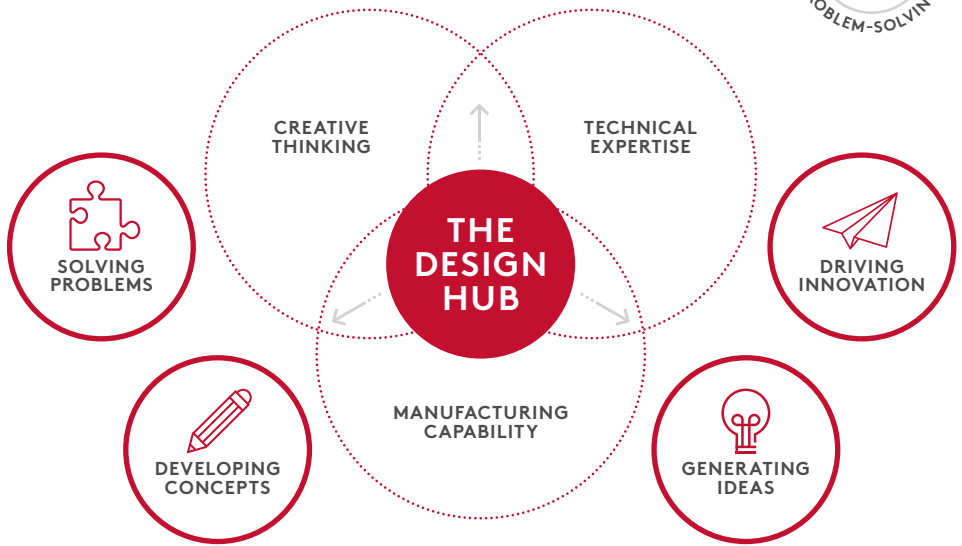 CREATIVE
THINKING
TECHNICAL
EXPERTISE
THE
DESIGN
HUB
SOLVING
PROBLEMS
DRIVING
INNOVATION
MANUFACTURING
CAPABILITY
DEVELOPING
CONCEPTS
GENERATING
IDEAS